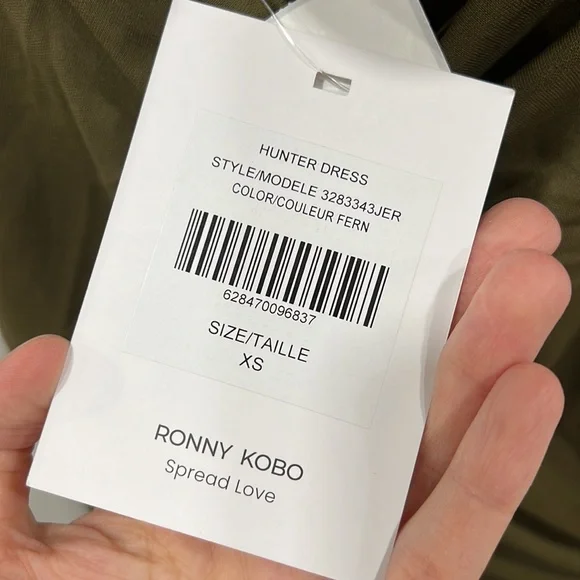 HUNTER DRESS
STYLE/MODELE 3283343JER
COLOR/COULEUR FERN
628470096837
SIZE/TAILLE
XS
RONNY KOBO
Spread Love